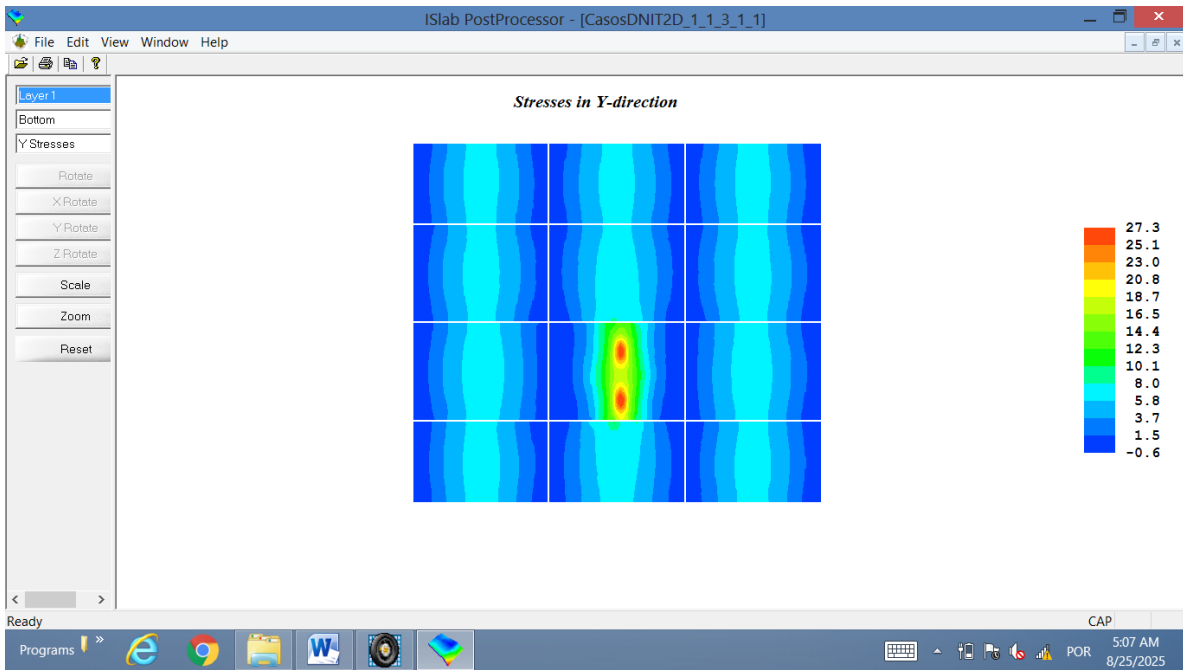 ISlab PostProcessor - [CasosDNIT2D_1_1_3_1_1]
File Edit View Window Help
Layer 1
Bottom
Y Stresses
Rotate
X Rotate
Y Rotate
Z Rotate
Scale
Zoom
Reset
Stresses in Y-direction
27.3
25.1
23.0
20.8
18.7
16.5
14.4
12.3
10.1
8.0
5.8
3.7
1.5
-0.6
Ready
CAP
Programs
POR
5:07 AM
8/25/2025